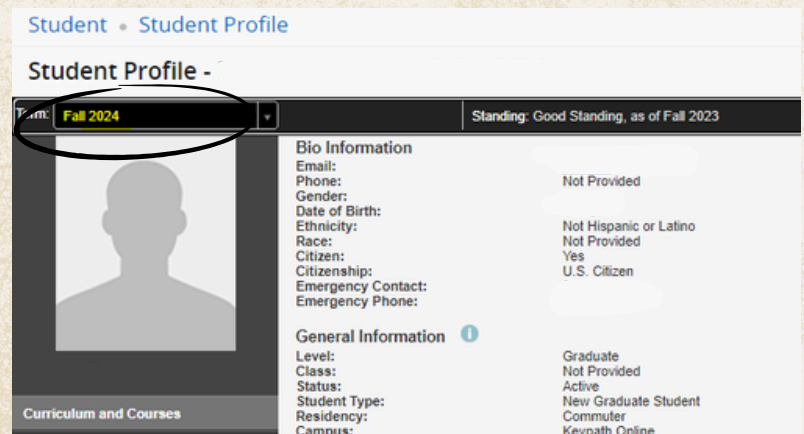 Student • Student Profile
Student Profile -
Term: Fall 2024 Standing: Good Standing, as of Fall 2023
Bio Information
Email:
Phone: Not Provided
Gender:
Date of Birth:
Ethnicity: Not Hispanic or Latino
Race: Not Provided
Citizen: Yes
Citizenship: U.S. Citizen
Emergency Contact:
Emergency Phone:
General Information
Level: Graduate
Class: Not Provided
Status: Active
Student Type: New Graduate Student
Residency: Commuter
Campus: Keypath Online
Curriculum and Courses